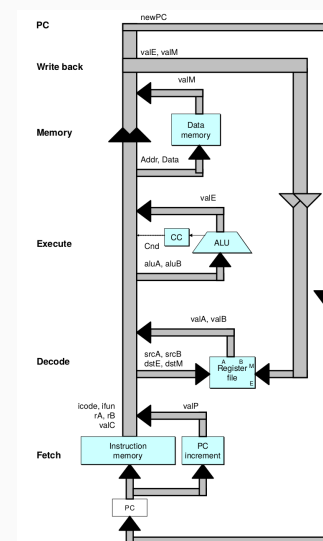 newPC
PC
valE, valM
Write back
valM
Data
memory
Memory
Addr, Data
valE
CC
ALU
Execute
Cnd
aluA, aluB
valA, valB
A B
M
srcA, srcB
dstE, dstM
Register
file
E
Decode
icode, ifun
rA, rB
valC
valP
Instruction
memory
PC
increment
Fetch
PC